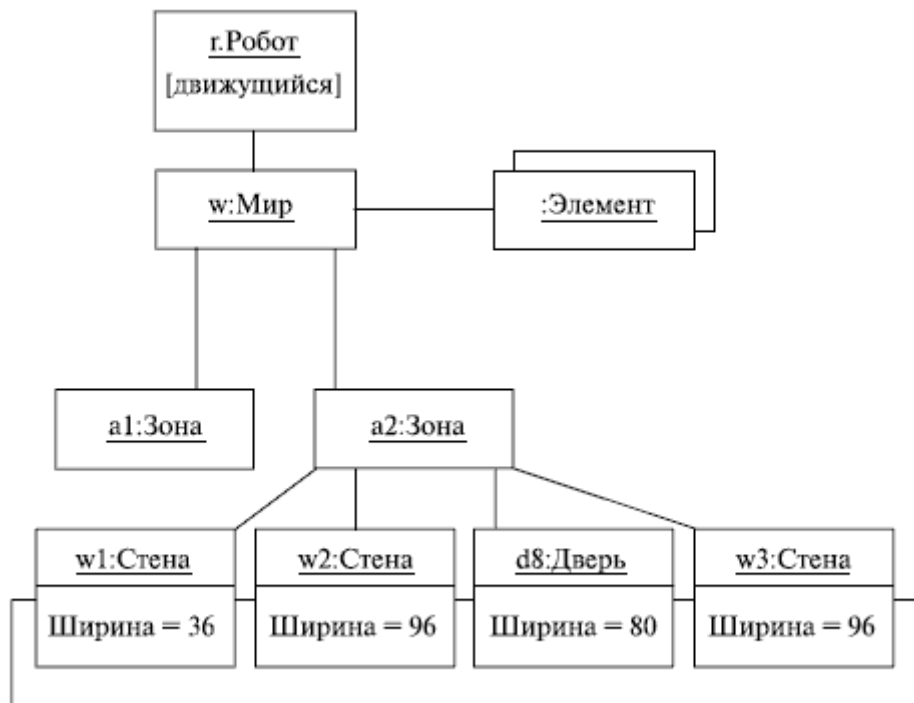 r.Робот
[движущийся]
w:Мир
:Элемент
a1:Зона
a2:Зона
w1:Стена
w2:Стена
d8:Дверь
w3:Стена
Ширина = 36
Ширина = 96
Ширина = 80
Ширина = 96